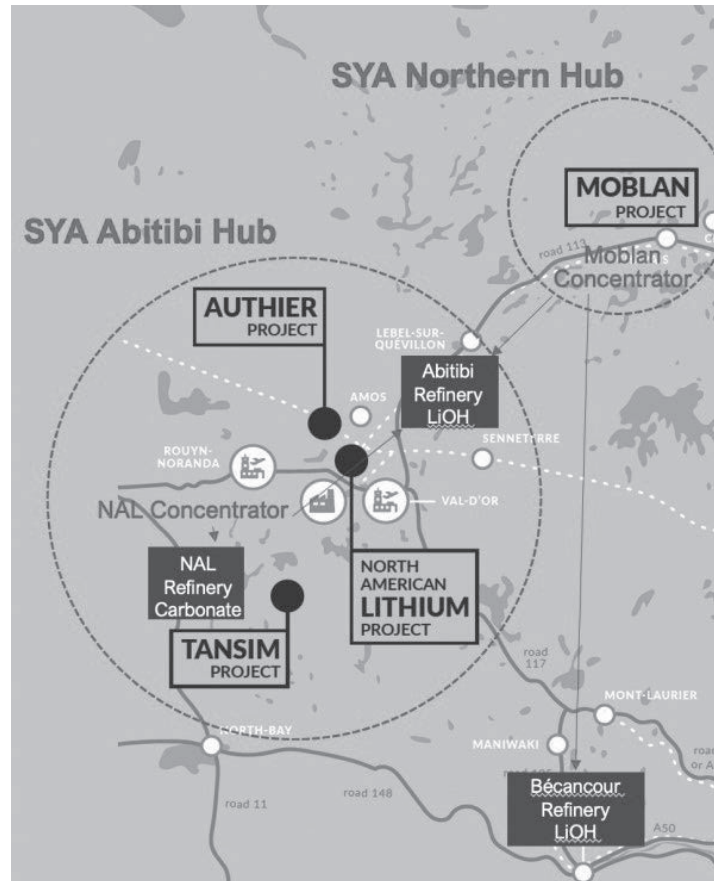 SYA Northern Hub
MOBLAN
PROJECT
road 113
Moblan
Concentrator
SYA Abitibi Hub
AUTHIER
PROJECT
LEBEL-SUR-
QUÉVILLON
Abitibi
Refinery
LiOH
AMOS
SENNETERRE
ROUYN-
NORANDA
NAL Concentrator
VAL-D'OR
NAL
Refinery
Carbonate
NORTH
AMERICAN
LITHIUM
PROJECT
TANSIM
PROJECT
road
117
MONT-LAURIER
NORTH-BAY
MANIWAKI
road
or A
road 11
road 148
Bécancour
Refinery
LiOH
A50